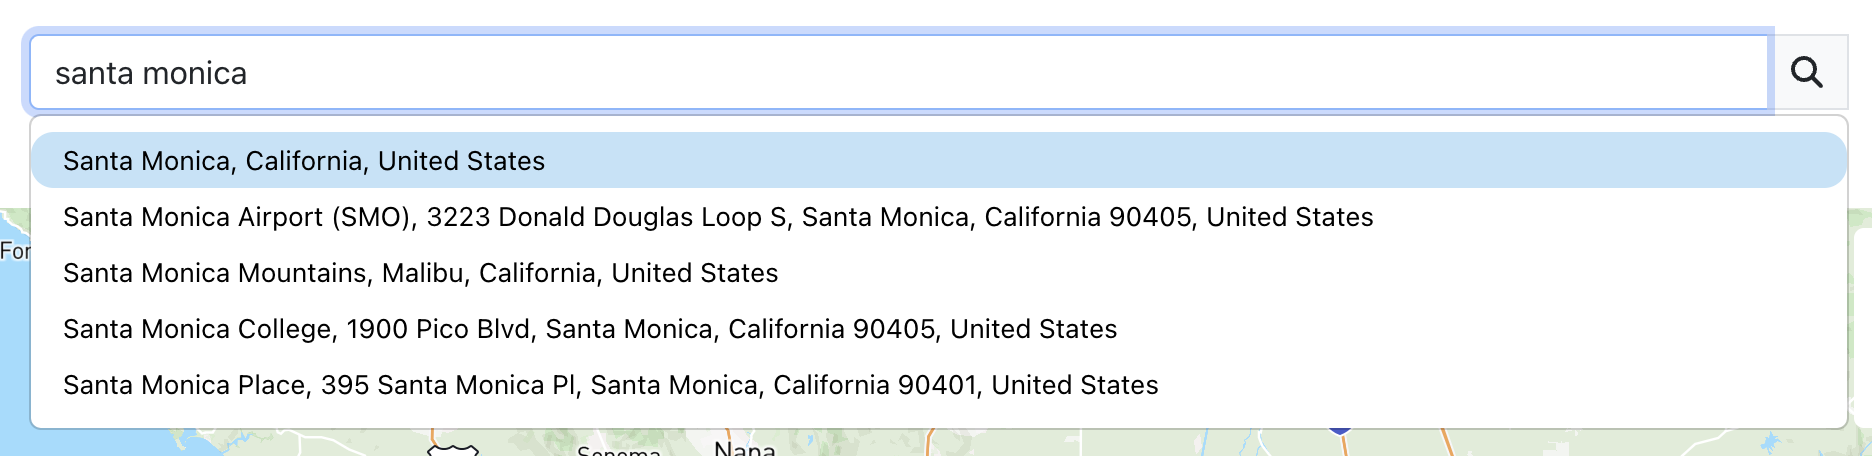 santa monica
Santa Monica, California, United States
Santa Monica Airport (SMO), 3223 Donald Douglas Loop S, Santa Monica, California 90405, United States
For
Santa Monica Mountains, Malibu, California, United States
Santa Monica College, 1900 Pico Blvd, Santa Monica, California 90405, United States
Santa Monica Place, 395 Santa Monica Pl, Santa Monica, California 90401, United States
Sonoma Napa